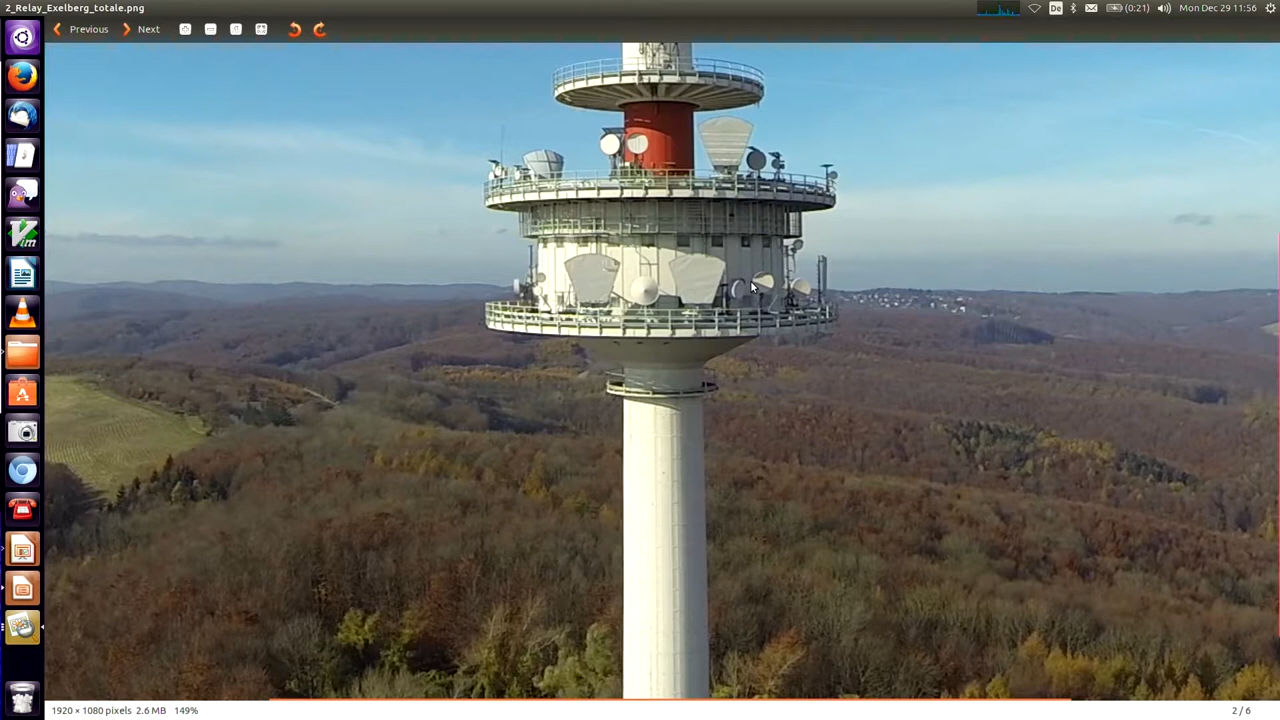 2_Relay_Exelberg_totale.png
De
(0:21)
Mon Dec 29 11:56
Previous
Next
Vim
1920 × 1080 pixels 2.6 MB 149%
2 / 6